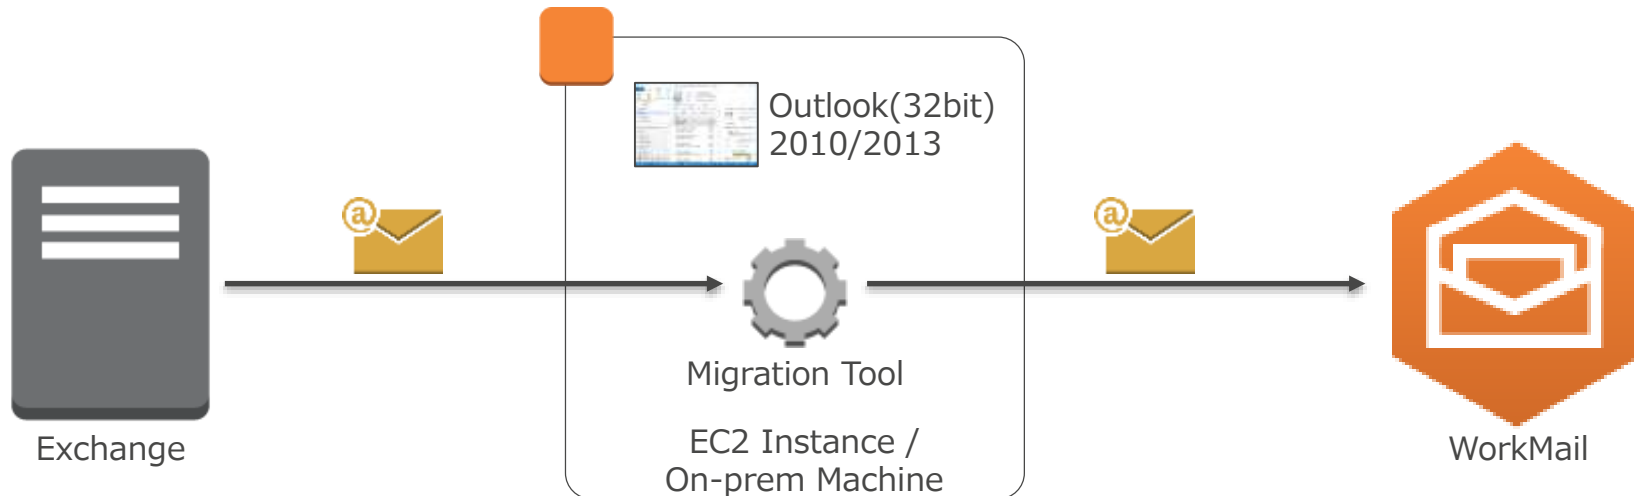 Outlook(32bit)
2010/2013
@
@
Migration Tool
Exchange
EC2 Instance /
On-prem Machine
WorkMail